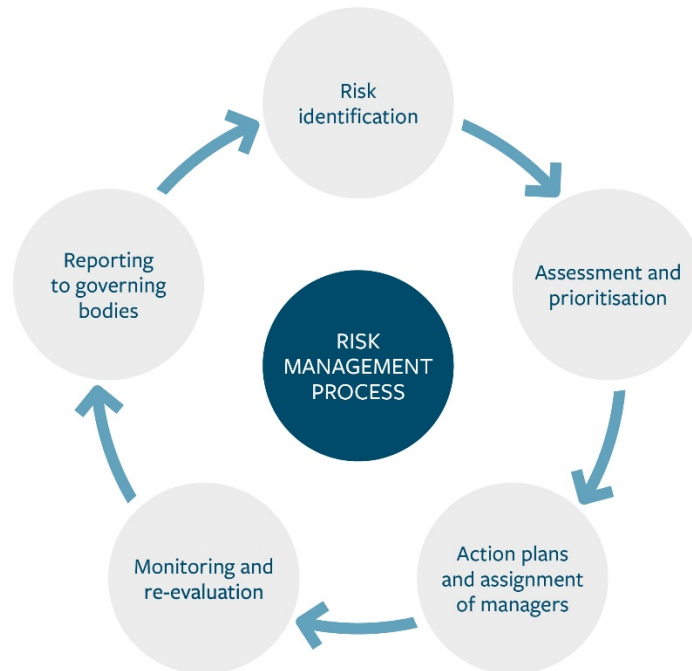 Risk
identification
Assessment and
prioritisation
Action plans
and assignment
of managers
Monitoring and
re-evaluation
Reporting
to governing
bodies
RISK
MANAGEMENT
PROCESS